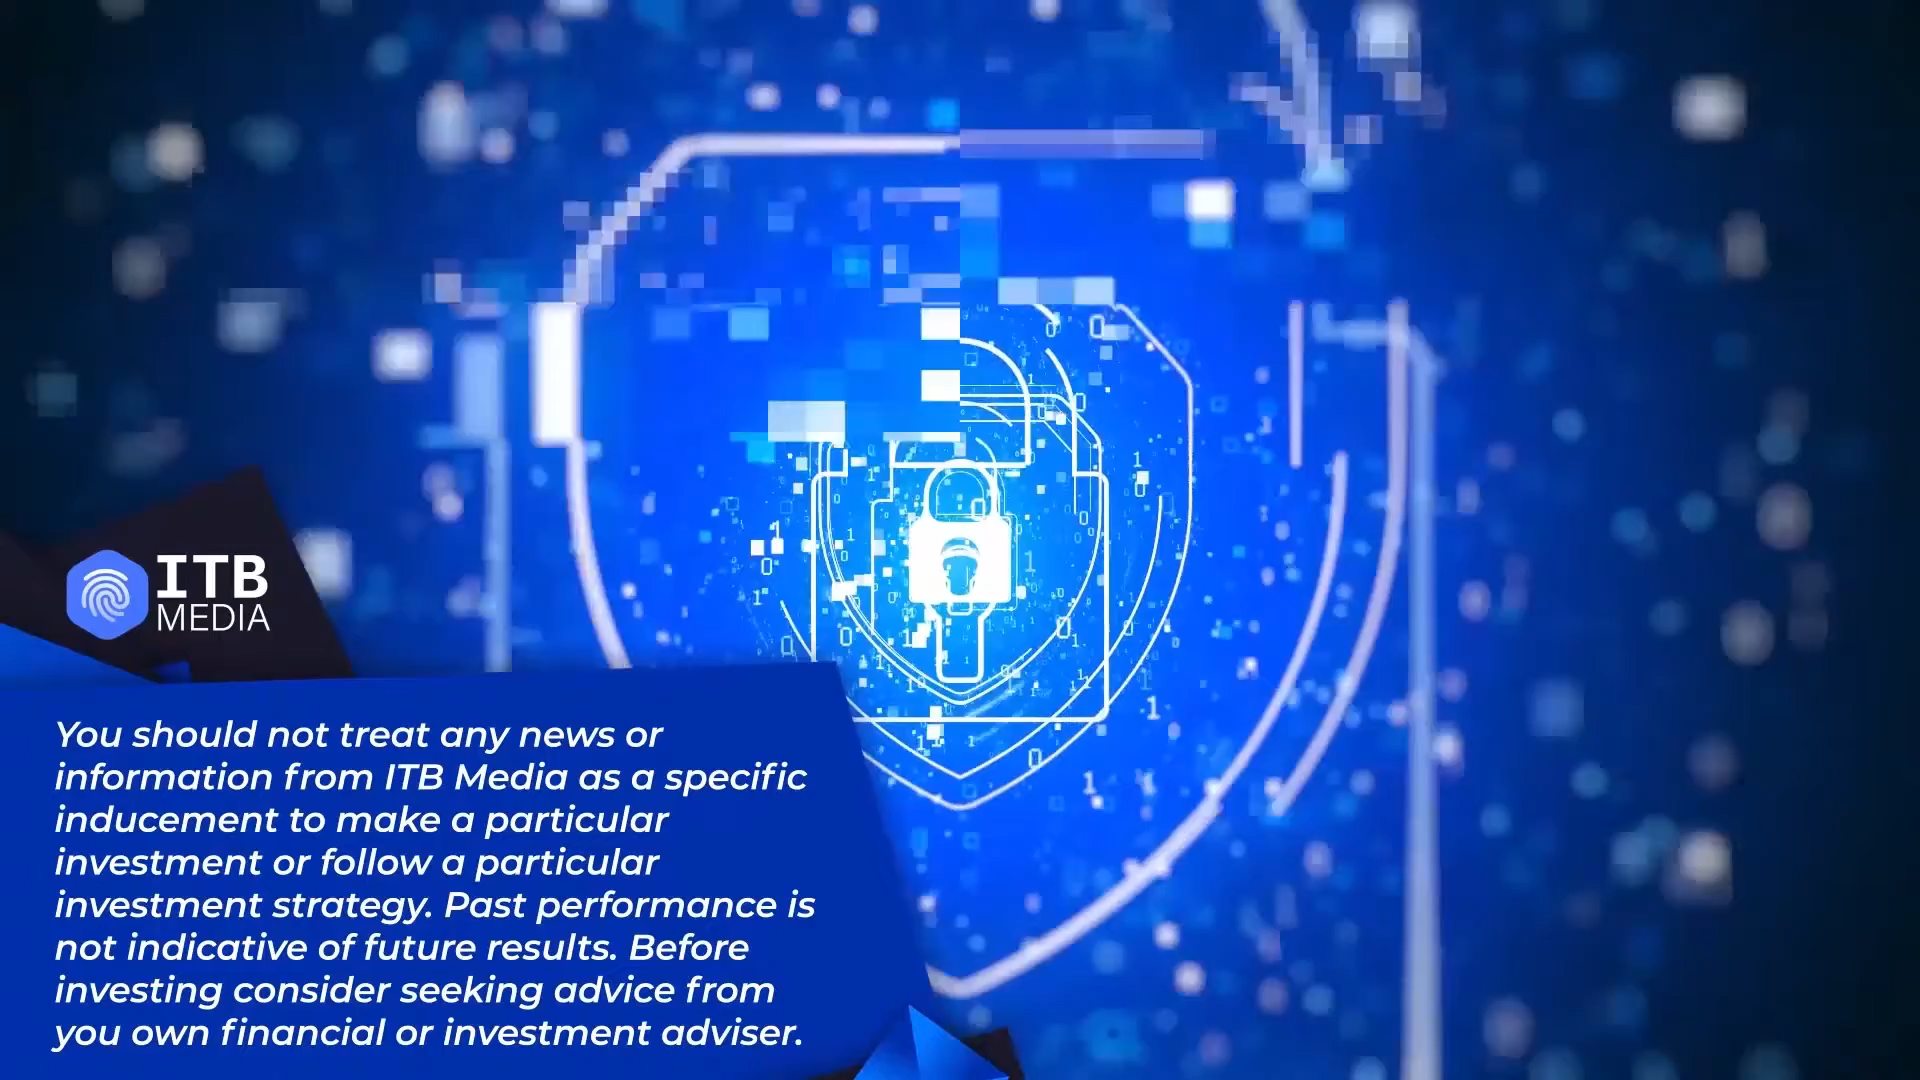 ITB
MEDIA
You should not treat any news or
information from ITB Media as a specific
inducement to make a particular
investment or follow a particular
investment strategy. Past performance is
not indicative of future results. Before
investing consider seeking advice from
you own financial or investment adviser.